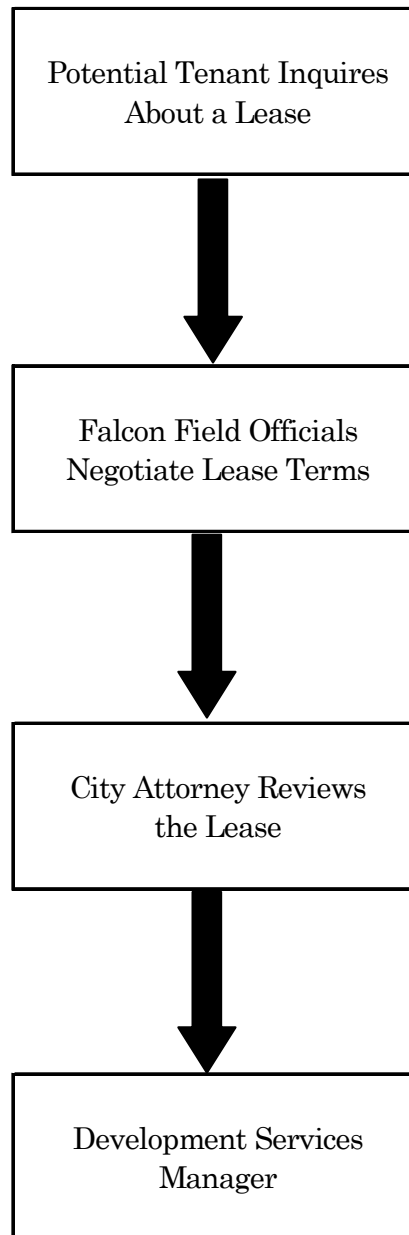 Potential Tenant Inquires
About a Lease
Falcon Field Officials
Negotiate Lease Terms
City Attorney Reviews
the Lease
Development Services
Manager